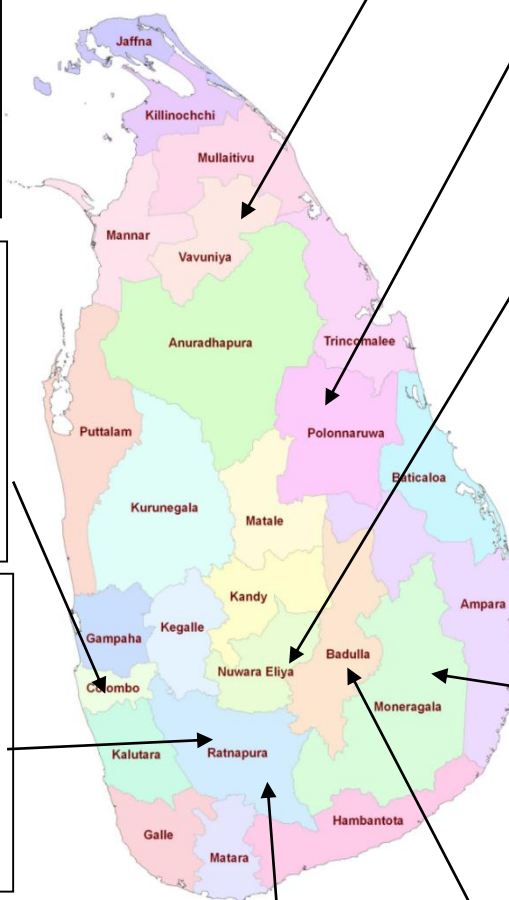 Jaffna
Killinochchi
Mullaitivu
Mannar
Vavuniya
Anuradhapura
Trincomalee
Polonnaruwa
Puttalam
Baticaloa
Kurunegala
Matale
Kandy
Ampara
Kegalle
Gampaha
Badulla
Nuwara Eliya
Colombo
Moneragala
Ratnapura
Kalutara
Hambantota
Galle
Matara